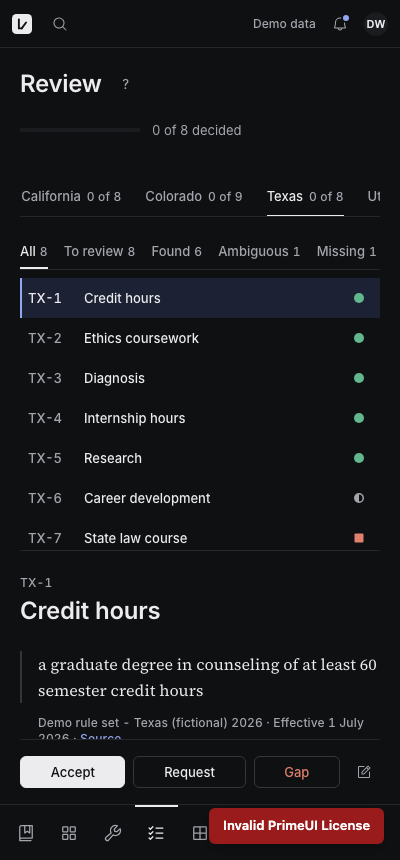 Demo data
DW
Review ?
0 of 8 decided
California 0 of 8 Colorado 0 of 9 Texas 0 of 8 Ut
All 8 To review 8 Found 6 Ambiguous 1 Missing 1
TX-1 Credit hours
TX-2 Ethics coursework
TX-3 Diagnosis
TX-4 Internship hours
TX-5 Research
TX-6 Career development
TX-7 State law course
TX-1
Credit hours
a graduate degree in counseling of at least 60
semester credit hours
Demo rule set - Texas (fictional) 2026 · Effective 1 July
2026 · Source
Accept Request Gap
Invalid PrimeUI License